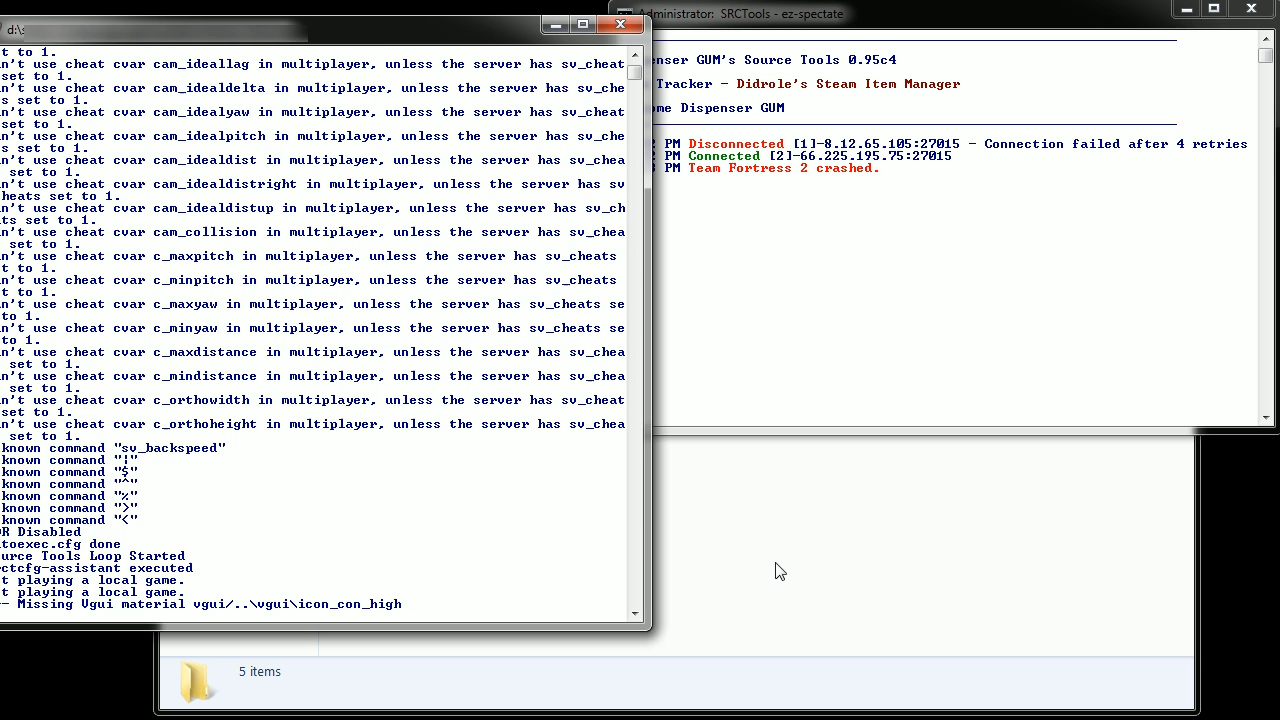 d:\s
t to 1.
n't use cheat cvar cam_ideallag in multiplayer, unless the server has sv_cheat
set to 1.
n't use cheat cvar cam_idealdelta in multiplayer, unless the server has sv_che
s set to 1.
n't use cheat cvar cam_idealyaw in multiplayer, unless the server has sv_cheat
set to 1.
n't use cheat cvar cam_idealpitch in multiplayer, unless the server has sv_che
s set to 1.
n't use cheat cvar cam_idealdist in multiplayer, unless the server has sv_chea
set to 1.
n't use cheat cvar cam_idealdistright in multiplayer, unless the server has sv
heats set to 1.
n't use cheat cvar cam_idealdistup in multiplayer, unless the server has sv_ch
ts set to 1.
n't use cheat cvar cam_collision in multiplayer, unless the server has sv_chea
set to 1.
n't use cheat cvar c_maxpitch in multiplayer, unless the server has sv_cheats
t to 1.
n't use cheat cvar c_minpitch in multiplayer, unless the server has sv_cheats
t to 1.
n't use cheat cvar c_maxyaw in multiplayer, unless the server has sv_cheats se
to 1.
n't use cheat cvar c_minyaw in multiplayer, unless the server has sv_cheats se
to 1.
n't use cheat cvar c_maxdistance in multiplayer, unless the server has sv_chea
set to 1.
n't use cheat cvar c_mindistance in multiplayer, unless the server has sv_chea
set to 1.
n't use cheat cvar c_orthowidth in multiplayer, unless the server has sv_cheat
set to 1.
n't use cheat cvar c_orthoheight in multiplayer, unless the server has sv_chea
set to 1.
known command "sv_backspeed"
known command "¦"
known command "$"
known command "^"
known command "%"
known command ">"
known command "<"
OR Disabled
toexec.cfg done
urce Tools Loop Started
ctcfg-assistant executed
t playing a local game.
t playing a local game.
-- Missing Vgui material vgui/..\vgui\icon_con_high
Administrator: SRCTools - ez-spectate
enser GUM's Source Tools 0.95c4
Tracker - Didrole's Steam Item Manager
ome Dispenser GUM
PM Disconnected [1]-8.12.65.105:27015 - Connection failed after 4 retries
PM Connected [2]-66.225.195.75:27015
PM Team Fortress 2 crashed.
5 items